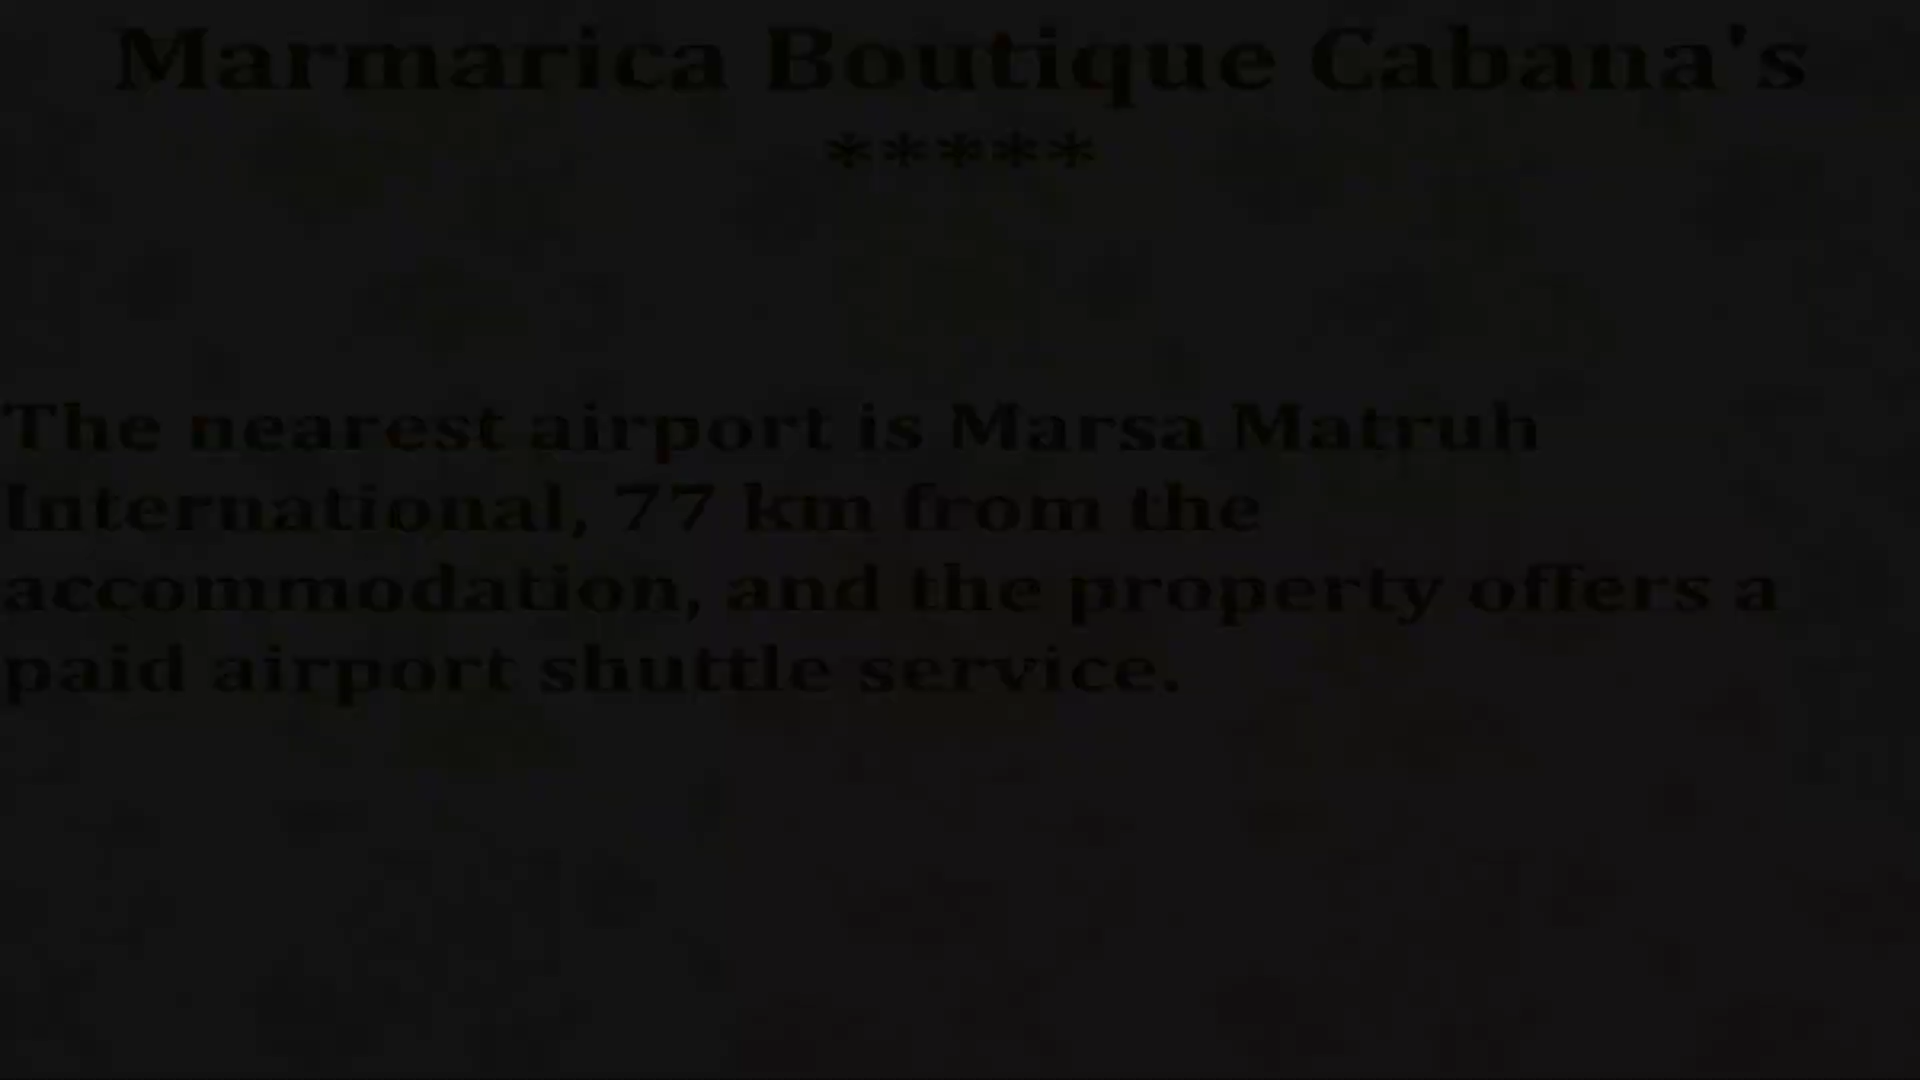 Marmarica Boutique Cabana's
*****
The nearest airport is Marsa Matruh
International, 77 km from the
accommodation, and the property offers a
paid airport shuttle service.